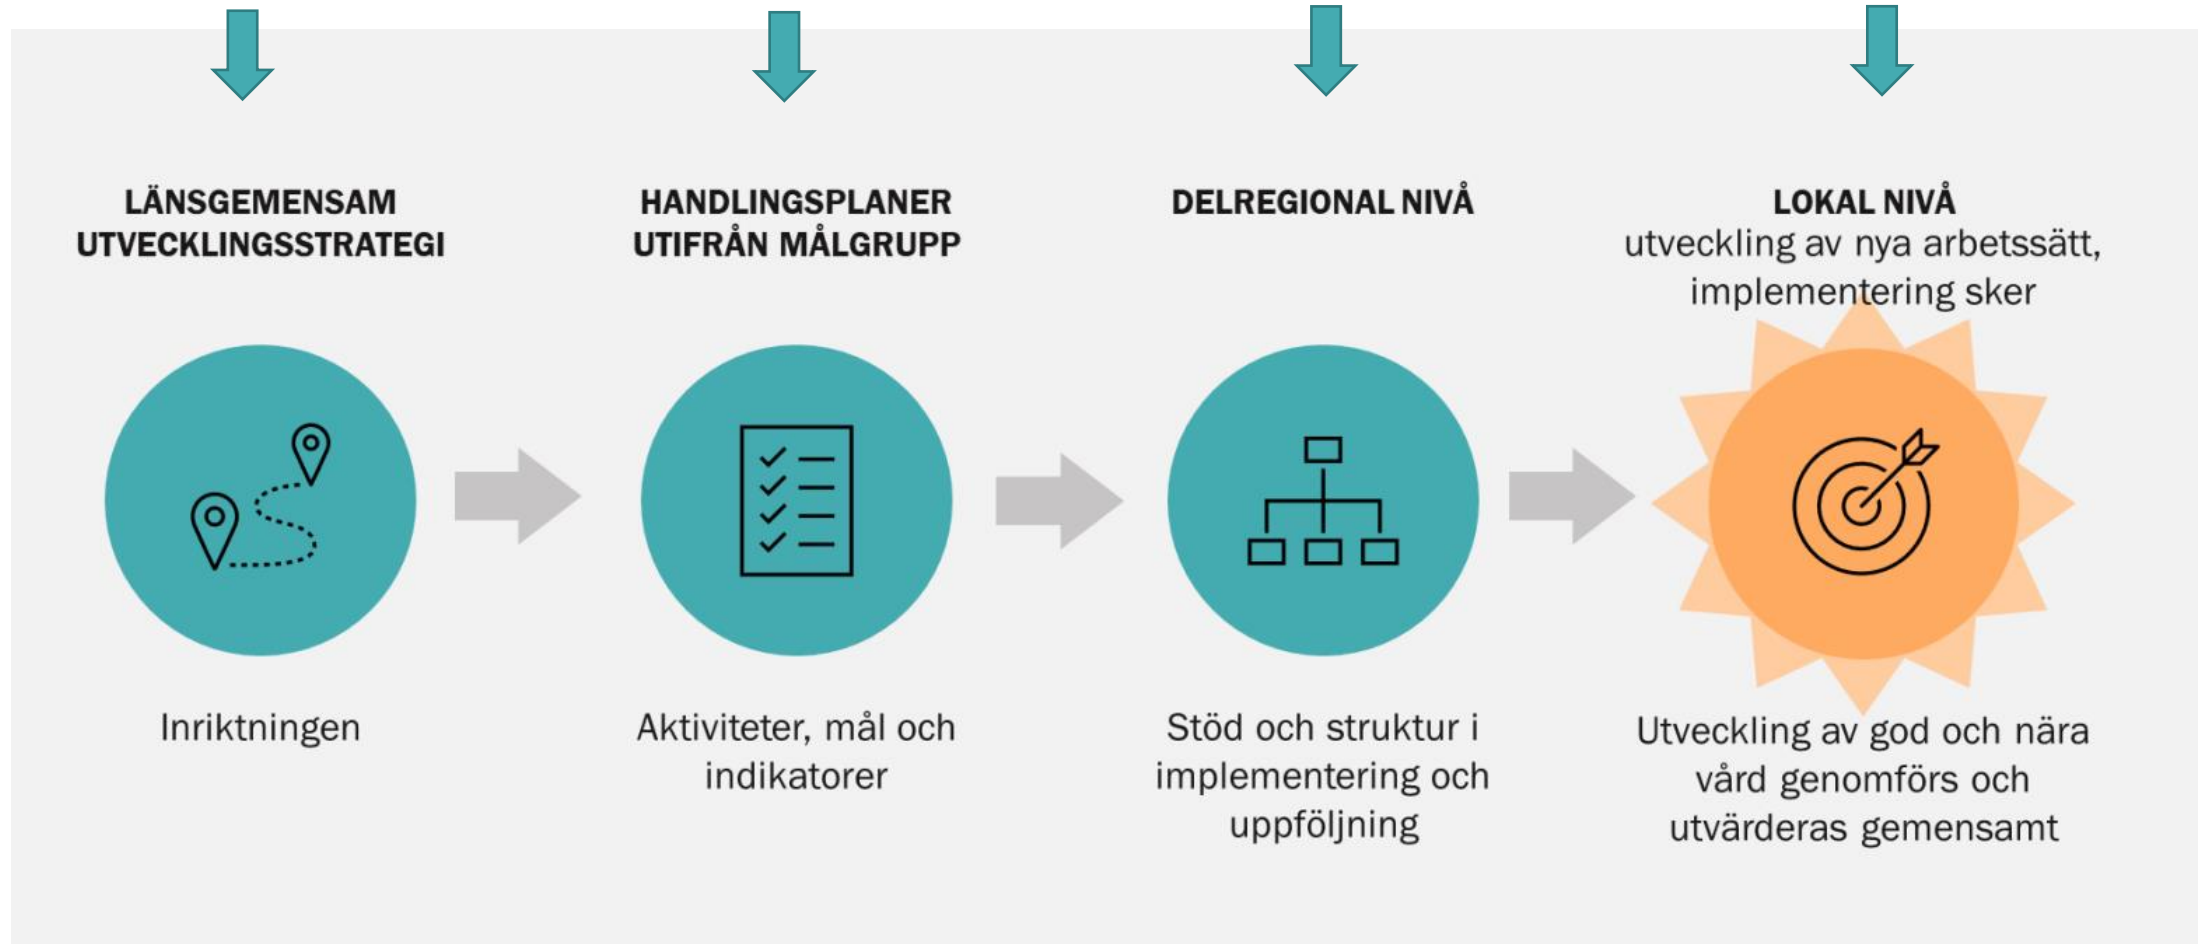 LÄNSGEMENSAM
UTVECKLINGSSTRATEGI
Inriktningen
HANDLINGSPLANER
UTIFRÅN MÅLGRUPP
Aktiviteter, mål och
indikatorer
DELREGIONAL NIVÅ
Stöd och struktur i
implementering och
uppföljning
LOKAL NIVÅ
utveckling av nya arbetssätt,
implementering sker
Utveckling av god och nära
vård genomförs och
utvärderas gemensamt